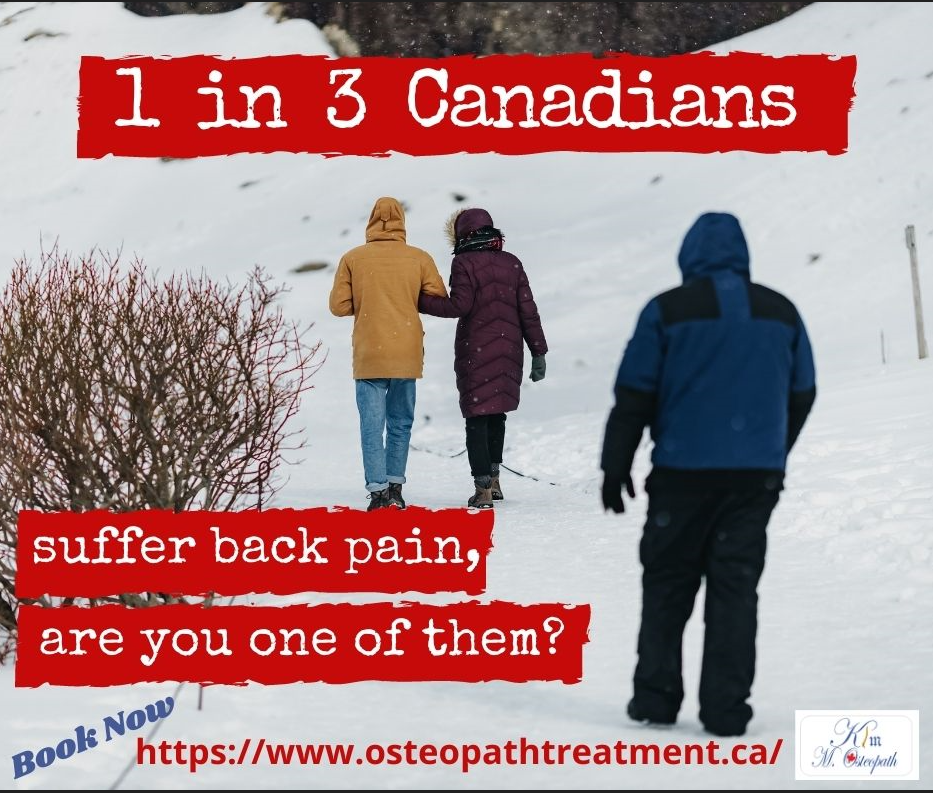 1 in 3 Canadians
suffer back pain,
are you one of them?
Book Now
https://www.osteopathtreatment.ca/
Kim
M. Osteopath